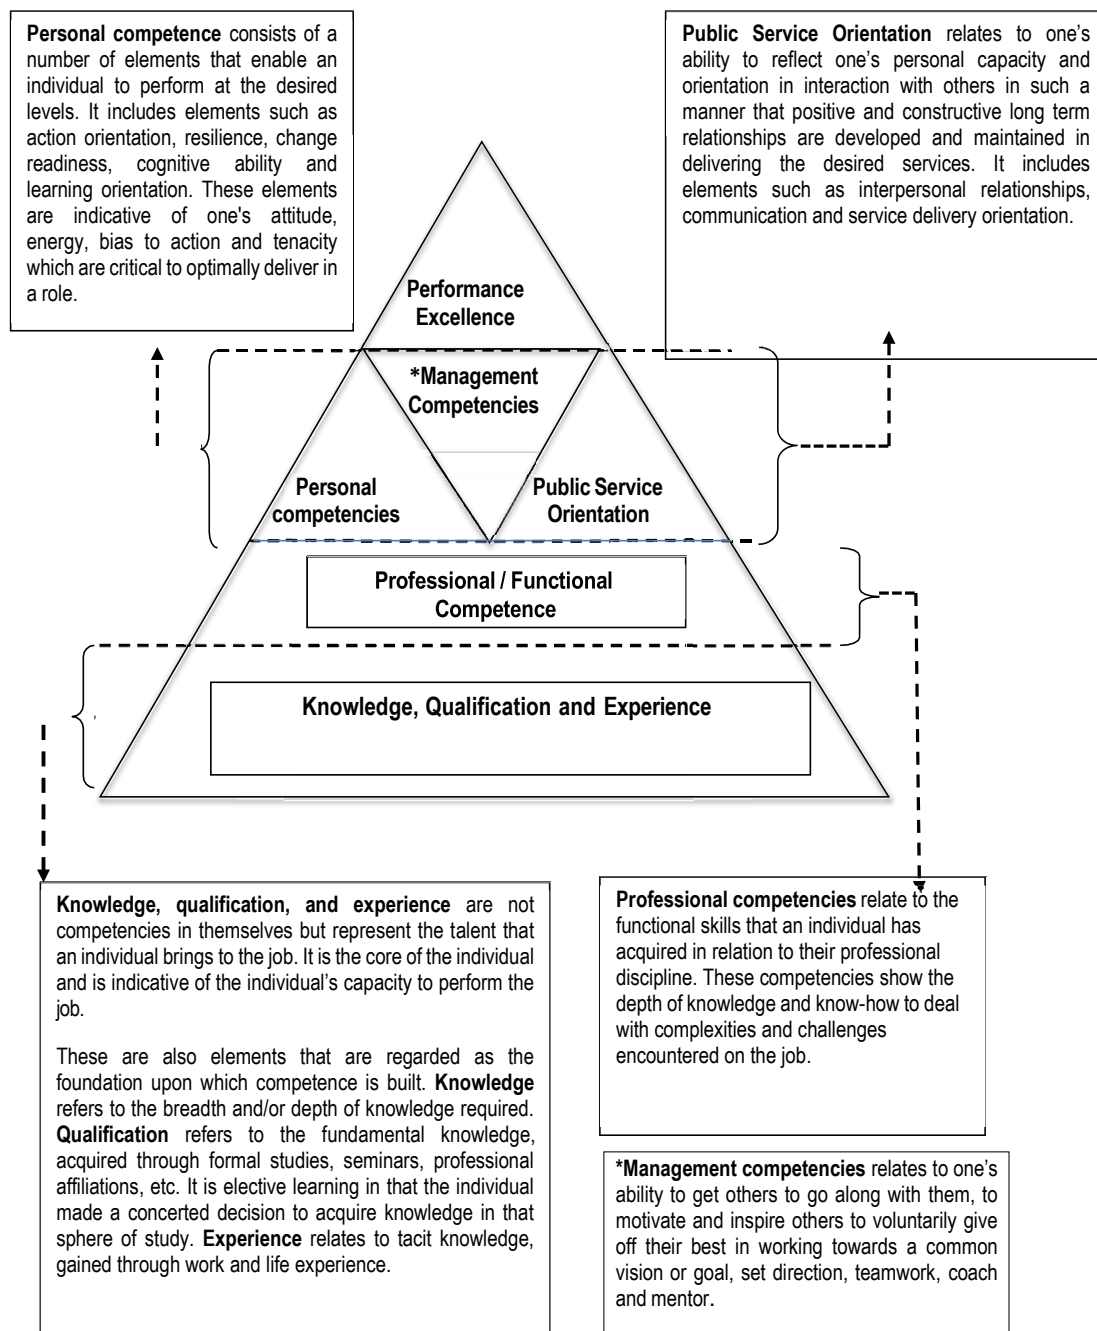 Personal competence consists of a
number of elements that enable an
individual to perform at the desired
levels. It includes elements such as
action orientation, resilience, change
readiness, cognitive ability and
learning orientation. These elements
are indicative of one's attitude,
energy, bias to action and tenacity
which are critical to optimally deliver in
a role.
Public Service Orientation relates to one’s
ability to reflect one’s personal capacity and
orientation in interaction with others in such a
manner that positive and constructive long term
relationships are developed and maintained in
delivering the desired services. It includes
elements such as interpersonal relationships,
communication and service delivery orientation.
Performance
Excellence
*Management
Competencies
Personal
competencies
Public Service
Orientation
Professional / Functional
Competence
Knowledge, Qualification and Experience
Knowledge, qualification, and experience are not
competencies in themselves but represent the talent that
an individual brings to the job. It is the core of the individual
and is indicative of the individual’s capacity to perform the
job.
These are also elements that are regarded as the
foundation upon which competence is built. Knowledge
refers to the breadth and/or depth of knowledge required.
Qualification refers to the fundamental knowledge,
acquired through formal studies, seminars, professional
affiliations, etc. It is elective learning in that the individual
made a concerted decision to acquire knowledge in that
sphere of study. Experience relates to tacit knowledge,
gained through work and life experience.
Professional competencies relate to the
functional skills that an individual has
acquired in relation to their professional
discipline. These competencies show the
depth of knowledge and know-how to deal
with complexities and challenges
encountered on the job.
*Management competencies relates to one’s
ability to get others to go along with them, to
motivate and inspire others to voluntarily give
off their best in working towards a common
vision or goal, set direction, teamwork, coach
and mentor.